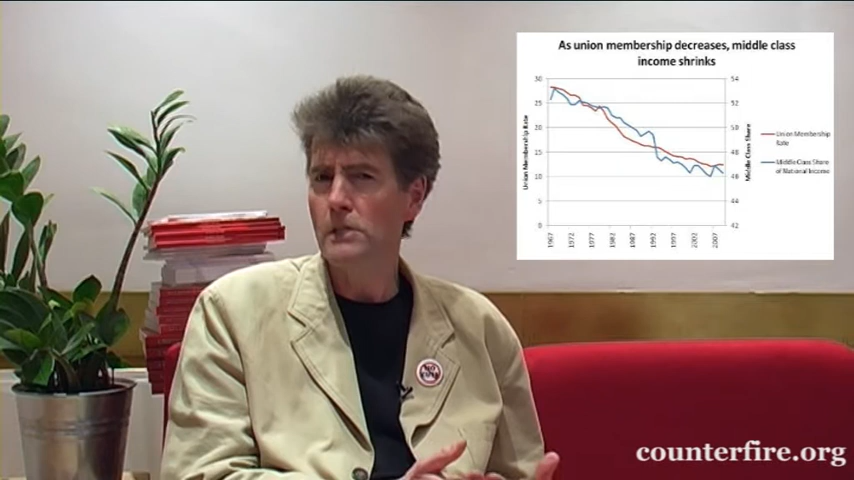 As union membership decreases, middle class
income shrinks
30
25
20
15
10
5
0
Union Membership Rate
54
52
50
48
46
44
42
Middle Class Share
1967
1972
1977
1982
1987
1992
1997
2002
2007
Union Membership
Rate
Middle Class Share
of National Income
NO
counterfire.org